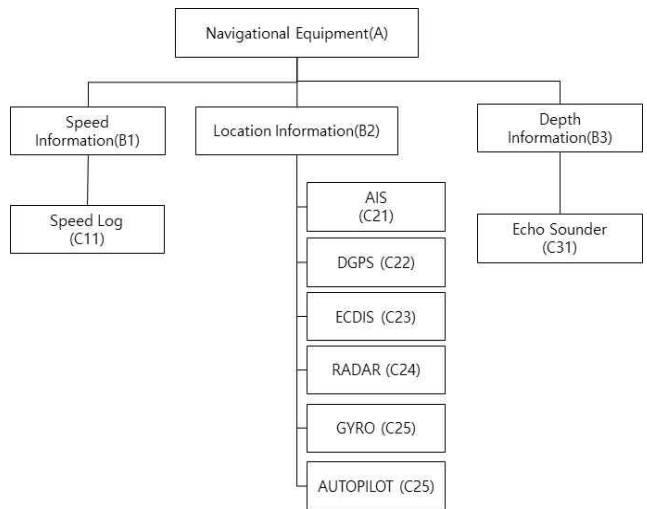 Navigational Equipment(A)
Speed
Information(B1)
Location Information(B2)
Depth
Information(B3)
Speed Log
(C11)
AIS
(C21)
DGPS (C22)
ECDIS (C23)
RADAR (C24)
GYRO (C25)
AUTOPILOT (C25)
Echo Sounder
(C31)